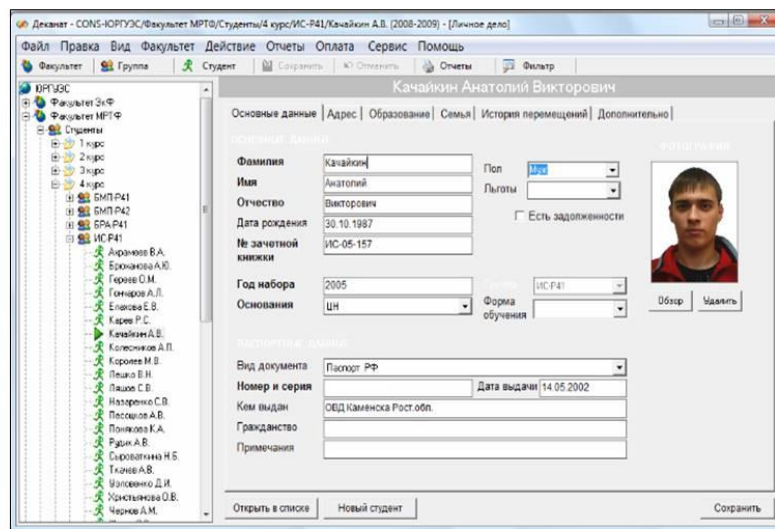 Деканат - CONS-ЮРГУЭС/Факультет МРТФ/Студенты/4 курс/ИС-Р41/Качайкин А.В. (2008-2009) - [Личное дело]
Файл Правка Вид Факультет Действие Отчеты Оплата Сервис Помощь
Факультет Группа Студент Сохранить Отменить Отчеты Фильтр
ЮРГУЭС
Факультет ЭкФ
Факультет МРТФ
Студенты
1 курс
2 курс
3 курс
4 курс
БМП-Р41
БМП-Р42
БРА-Р41
ИС-Р41
Акрамеев В.А.
Брюханова А.Ю.
Гереев О.М.
Гончаров А.Л.
Елахова Е.В.
Карев Р.С.
Качайкин А.В.
Колесников А.П.
Королев М.В.
Лешко В.Н.
Ляшов С.В.
Назаренко С.В.
Песоцков А.В.
Понякова К.А.
Рудик А.В.
Сыроваткина Н.Б.
Ткачев А.В.
Христьянова О.В.
Чернов А.М.
Качайкин Анатолий Викторович
Основные данные Адрес Образование Семья История перемещений Дополнительно
ОСНОВНЫЕ ДАННЫЕ
ФОТОГРАФИЯ
Фамилия Качайкин
Пол Муж
Имя Анатолий
Льготы
Отчество Викторович
Есть задолженности
Дата рождения 30.10.1987
№ зачотной книжки ИС-05-157
Год набора 2005
Группа ИС-Р41
Основания ЦН
Форма обучения
Обзор Удалить
ПАСПОРТНЫЕ ДАННЫЕ
Вид документа Паспорт РФ
Номер и серия
Дата выдачи 14.05.2002
Кем выдан ОВД Каменска Рост.обл.
Гражданство
Примечания
Открыть в списке Новый студент Сохранить